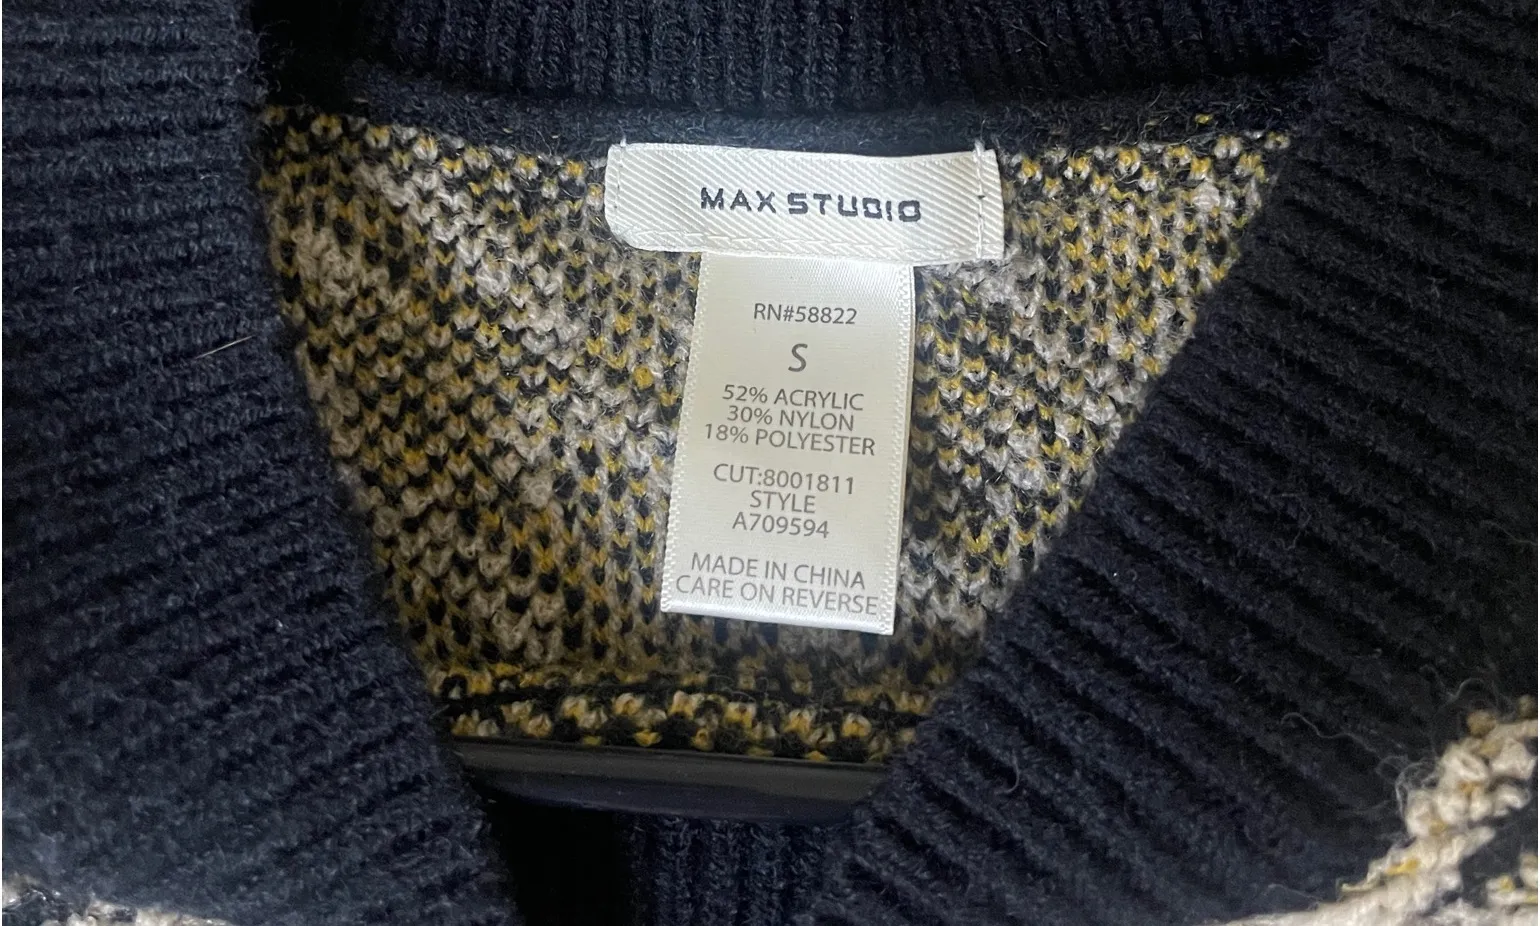 MAX STUDIO
RN#58822
S
52% ACRYLIC
30% NYLON
18% POLYESTER
CUT:8001811
STYLE
A709594
MADE IN CHINA
CARE ON REVERSE